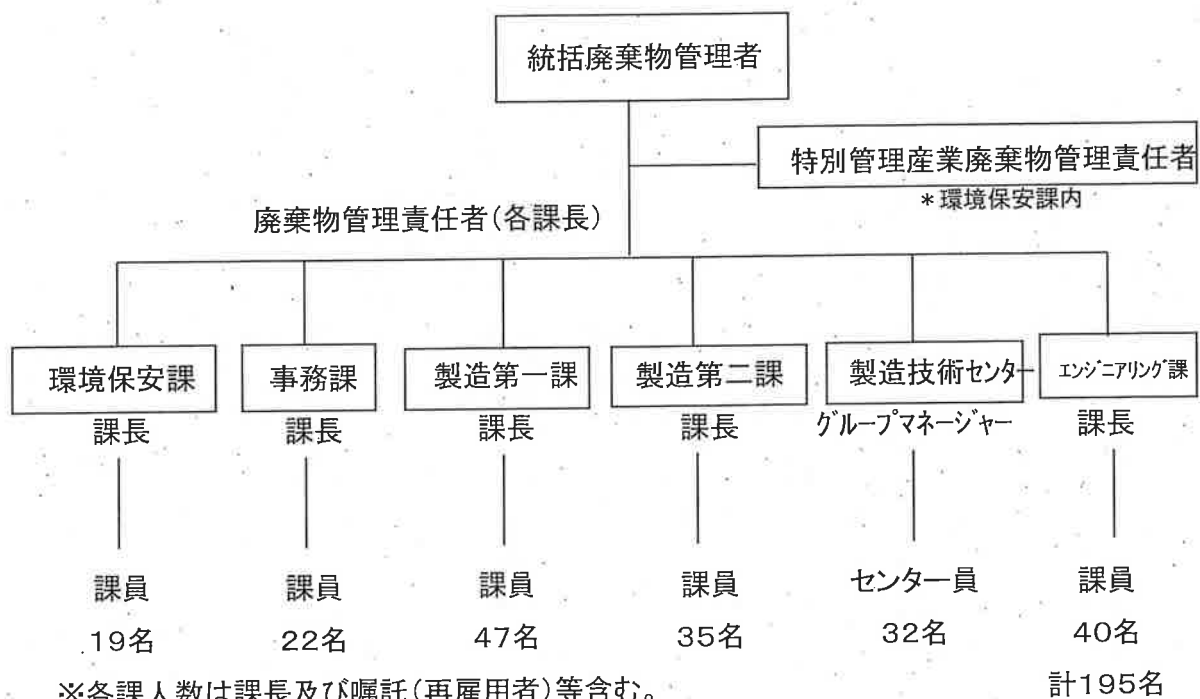 統括廃棄物管理者
特別管理産業廃棄物管理責任者
*環境保安課内
廃棄物管理責任者(各課長)
環境保安課 事務課 製造第一課 製造第二課 製造技術センター エンジニアリング課
課長 課長 課長 課長 グループマネージャー 課長
課員 課員 課員 課員 センター員 課員
19名 22名 47名 35名 32名 40名
※各課人数は課長及び嘱託(再雇用者)等含む。
計195名